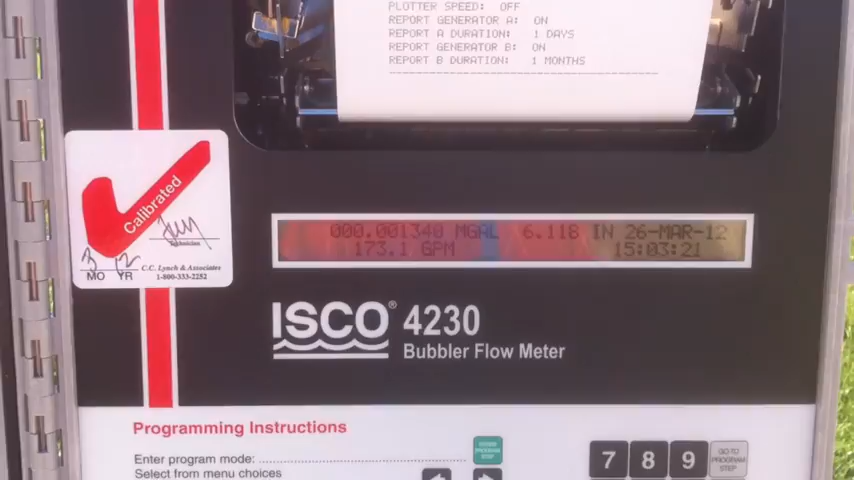 PLOTTER SPEED: OFF
REPORT GENERATOR A: ON
REPORT A DURATION: 1 DAYS
REPORT GENERATOR B: ON
REPORT B DURATION: 1 MONTHS
Calibrated
Technician
3 12
MO YR
C.C. Lynch & Associates
1-800-333-2252
000.001340 MGAL 6.118 IN 26-MAR-12
173.1 GPM 15:03:21
ISCO® 4230
Bubbler Flow Meter
Programming Instructions
Enter program mode:
Select from menu choices
7 8 9
GO TO
PROGRAM
STEP